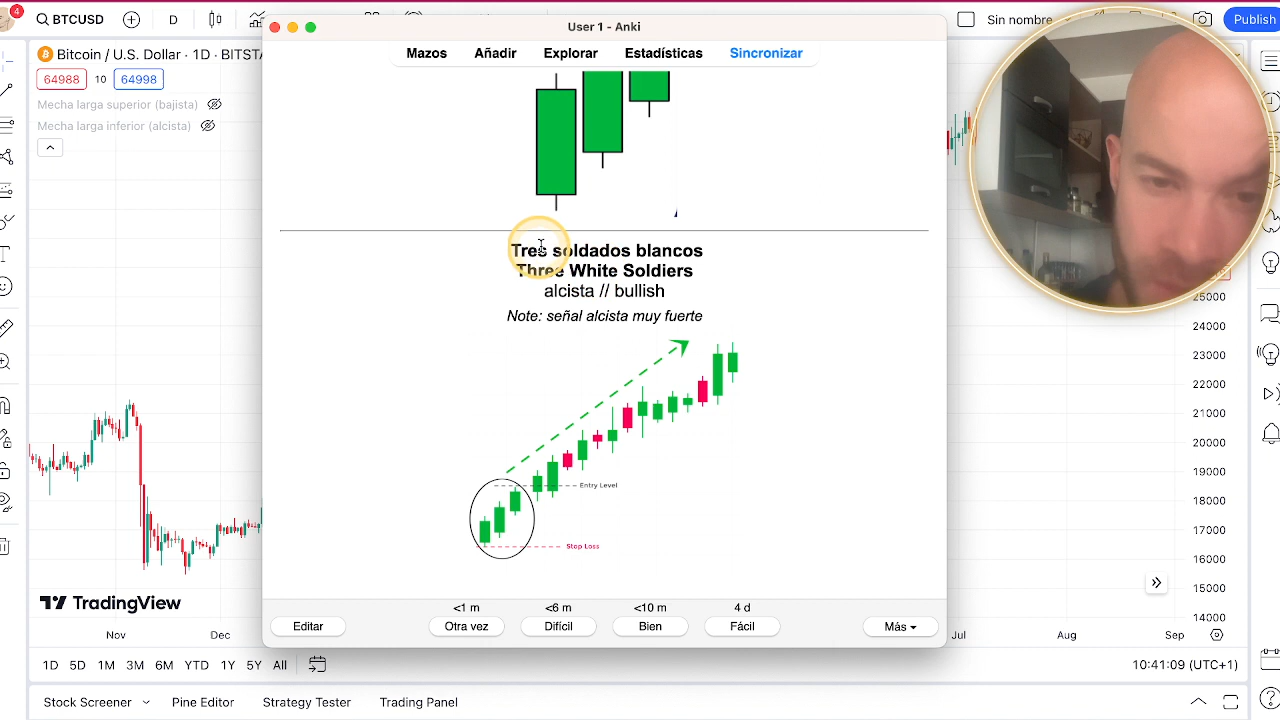 4
BTCUSD
D
Sin nombre
Publish
Bitcoin / U.S. Dollar · 1D · BITSTA
64988
10
64998
Mecha larga superior (bajista)
Mecha larga inferior (alcista)
User 1 - Anki
Mazos
Añadir
Explorar
Estadísticas
Sincronizar
Tres soldados blancos
Three White Soldiers
alcista // bullish
Note: señal alcista muy fuerte
Entry Level
Stop Loss
<1 m
<6 m
<10 m
4 d
Editar
Otra vez
Difícil
Bien
Fácil
Más
25000
24000
23000
22000
21000
20000
19000
18000
17000
16000
15000
14000
TradingView
Nov
Dec
Jul
Aug
Sep
1D
5D
1M
3M
6M
YTD
1Y
5Y
All
10:41:09 (UTC+1)
Stock Screener
Pine Editor
Strategy Tester
Trading Panel